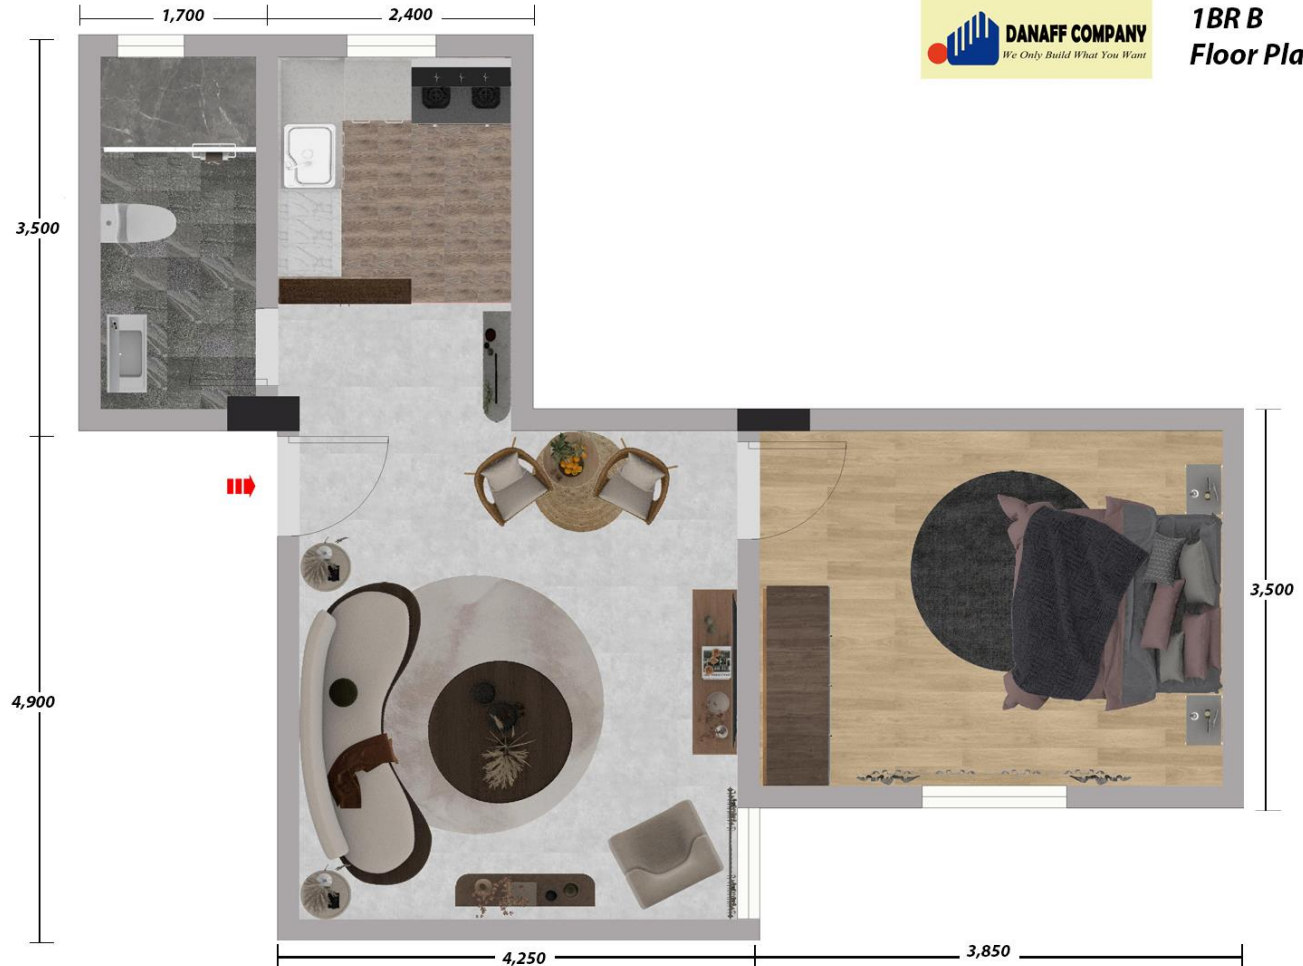 1,700
2,400
DANAFF COMPANY
We Only Build What You Want
1BR B
Floor Pla
3,500
3,500
4,900
4,250
3,850